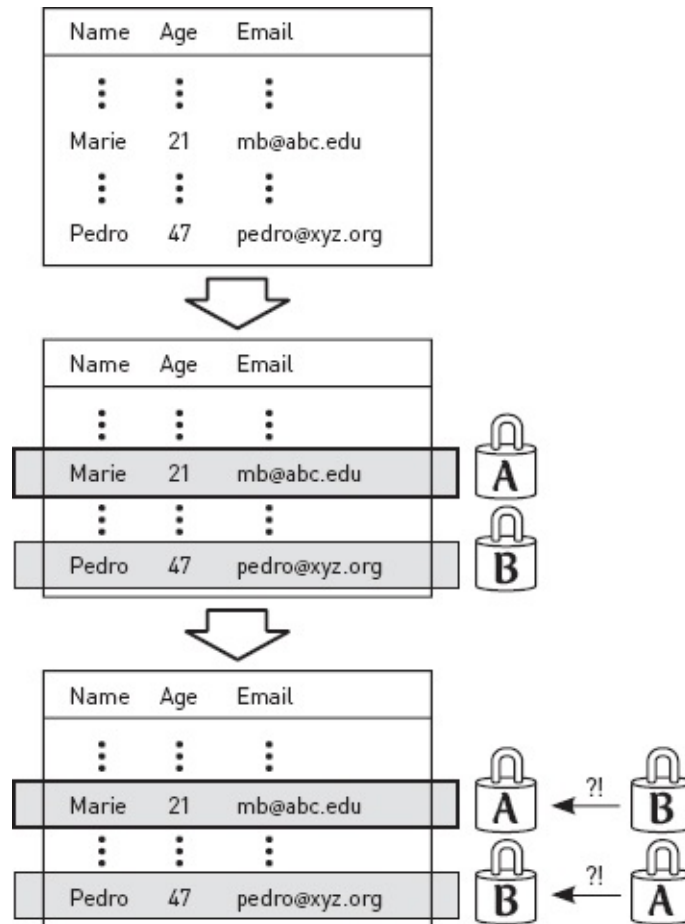 Name Age Email
Marie 21 mb@abc.edu
Pedro 47 pedro@xyz.org
Name Age Email
Marie 21 mb@abc.edu
A
Pedro 47 pedro@xyz.org
B
Name Age Email
Marie 21 mb@abc.edu
A ?! B
Pedro 47 pedro@xyz.org
B ?! A